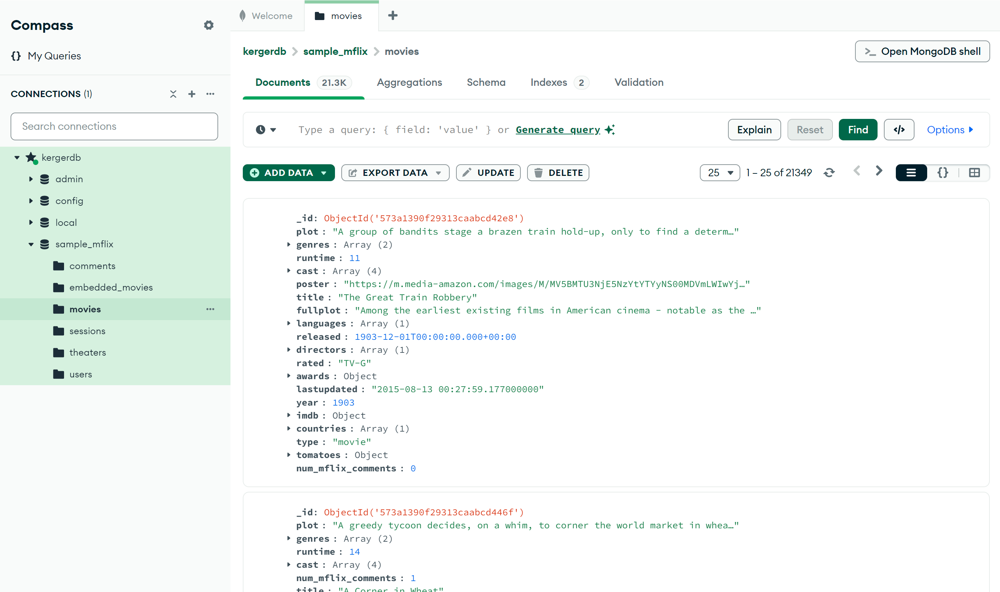 Compass
My Queries
CONNECTIONS (1)
Search connections
kergerdb
admin
config
local
sample_mflix
comments
embedded_movies
movies
sessions
theaters
users
Welcome
movies
kergerdb > sample_mflix > movies
>_ Open MongoDB shell
Documents 21.3K Aggregations Schema Indexes 2 Validation
Type a query: { field: 'value' } or Generate query
Explain Reset Find </> Options
ADD DATA EXPORT DATA UPDATE DELETE
25 1 – 25 of 21349 {}
_id: ObjectId('573a1390f29313caabcd42e8')
plot : "A group of bandits stage a brazen train hold-up, only to find a determ…"
genres : Array (2)
runtime : 11
cast : Array (4)
poster : "https://m.media-amazon.com/images/M/MV5BMTU3NjE5NzYtYTYyNS00MDVmLWIwYj…"
title : "The Great Train Robbery"
fullplot : "Among the earliest existing films in American cinema - notable as the …"
languages : Array (1)
released : 1903-12-01T00:00:00.000+00:00
directors : Array (1)
rated : "TV-G"
awards : Object
lastupdated : "2015-08-13 00:27:59.177000000"
year : 1903
imdb : Object
countries : Array (1)
type : "movie"
tomatoes : Object
num_mflix_comments : 0
_id: ObjectId('573a1390f29313caabcd446f')
plot : "A greedy tycoon decides, on a whim, to corner the world market in whea…"
genres : Array (2)
runtime : 14
cast : Array (4)
num_mflix_comments : 1
title : "A Corner in Wheat"